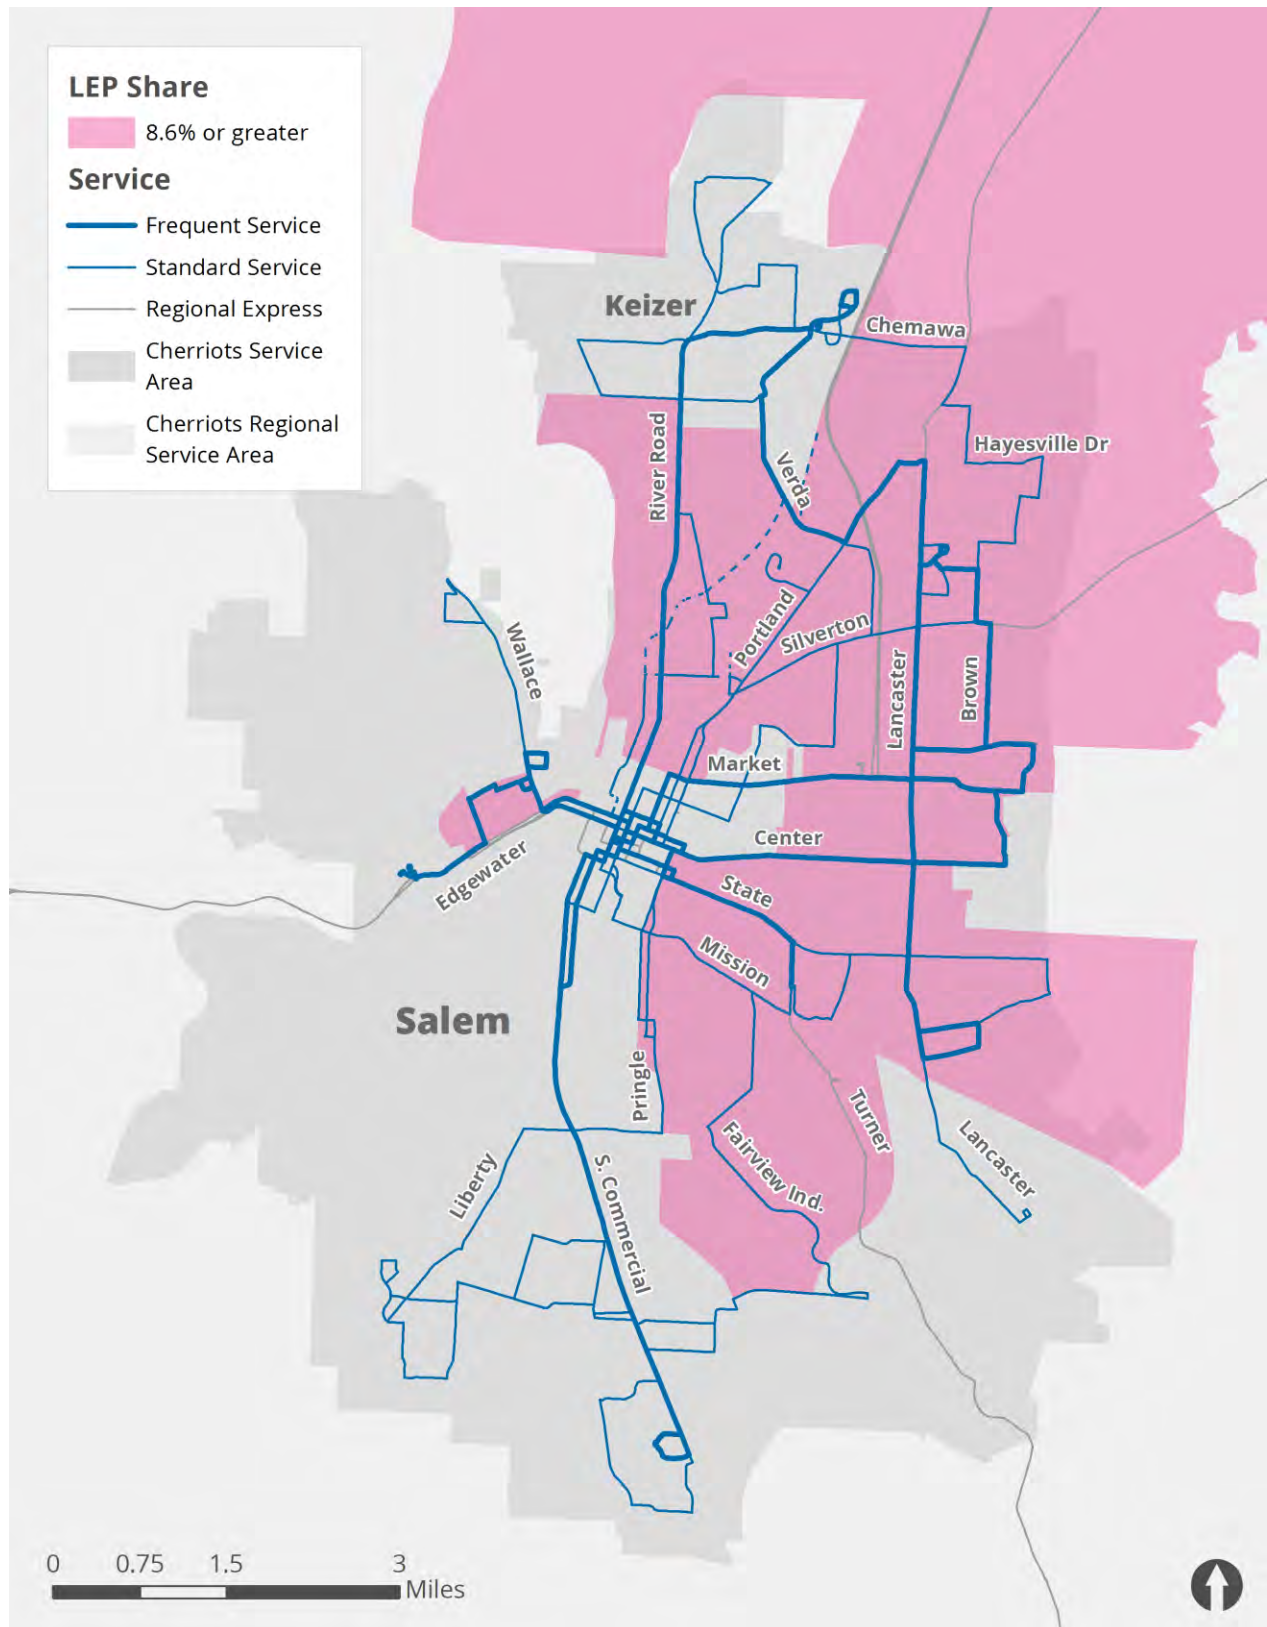 LEP Share
8.6% or greater
Service
Frequent Service
Standard Service
Regional Express
Cherriots Service
Area
Cherriots Regional
Service Area
Keizer
Chemawa
Hayesville Dr
River Road
Verda
Portland
Silverton
Wallace
Lancaster
Brown
Market
Center
Edgewater
State
Mission
Salem
Pringle
Turner
Fairview Ind.
Lancaster
Liberty
S. Commercial
0 0.75 1.5 3
Miles